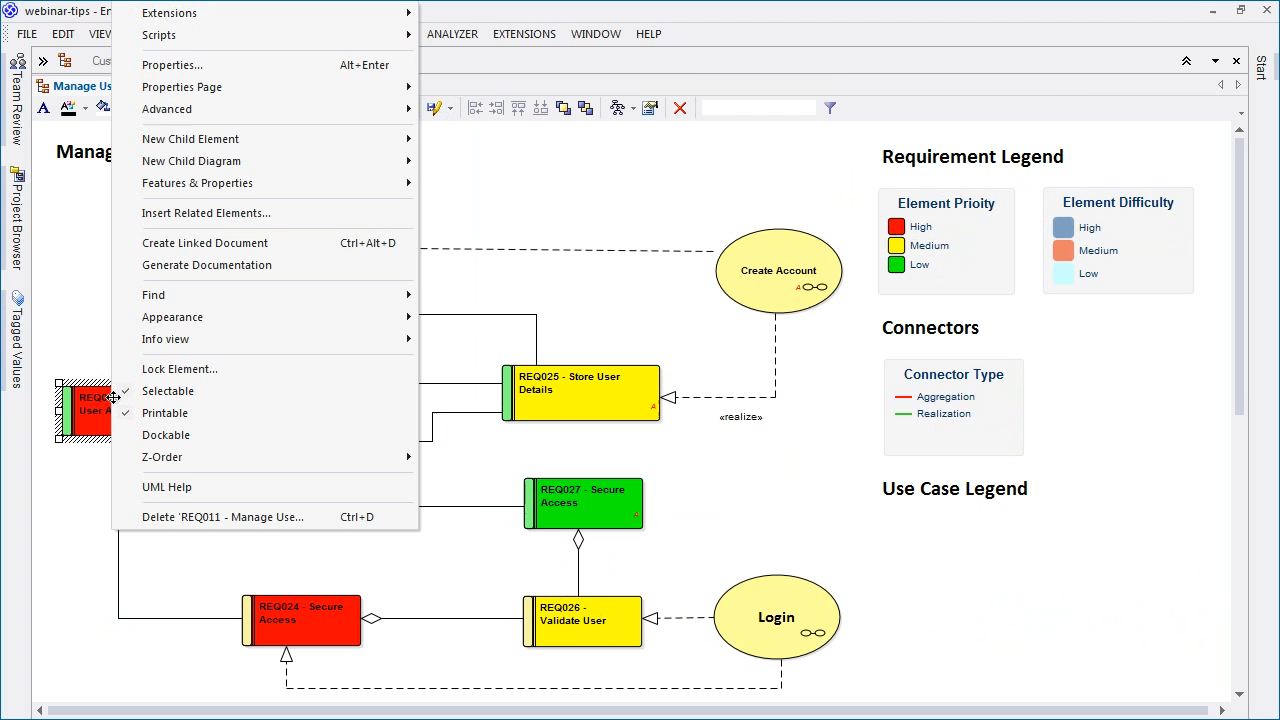 webinar-tips - En
FILE
EDIT
ANALYZER
EXTENSIONS
WINDOW
HELP
Start
Team Review
Project Browser
Tagged Values
Extensions
Scripts
Properties... Alt+Enter
Properties Page
Advanced
New Child Element
New Child Diagram
Features & Properties
Insert Related Elements...
Create Linked Document Ctrl+Alt+D
Generate Documentation
Find
Appearance
Info view
Lock Element...
Selectable
Printable
Dockable
Z-Order
UML Help
Delete 'REQ011 - Manage Use... Ctrl+D
Requirement Legend
Element Prioity
High
Medium
Low
Element Difficulty
High
Medium
Low
Connectors
Connector Type
Aggregation
Realization
Use Case Legend
Create Account
A
REQ025 - Store User
Details
A
«realize»
REQ027 - Secure
Access
A
REQ024 - Secure
Access
REQ026 -
Validate User
Login